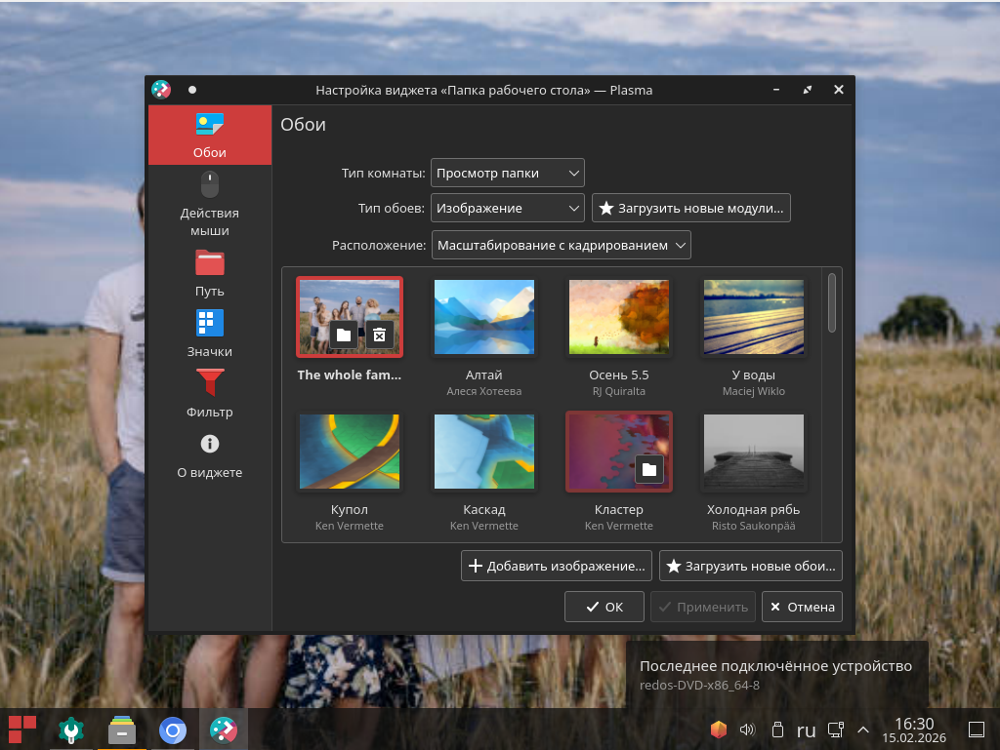 Настройка виджета «Папка рабочего стола» — Plasma
Обои
Действия
мыши
Путь
Значки
Фильтр
О виджете
Обои
Тип комнаты: Просмотр папки
Тип обоев: Изображение Загрузить новые модули...
Расположение: Масштабирование с кадрированием
The whole fam... Алтай Осень 5.5 У воды
Алеся Хотеева RJ Quiralta Maciej Wiklo
Купол Каскад Кластер Холодная рябь
Ken Vermette Ken Vermette Ken Vermette Risto Saukonpää
Добавить изображение... Загрузить новые обои...
ОК Применить Отмена
Последнее подключённое устройство
redos-DVD-x86_64-8
ru 16:30
15.02.2026